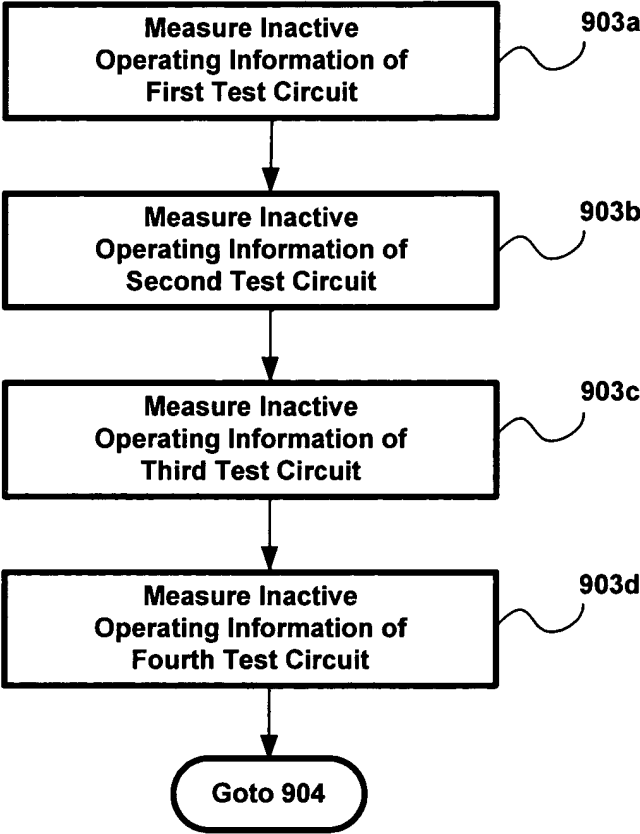 Measure Inactive
Operating Information of
First Test Circuit
903a
Measure Inactive
Operating Information of
Second Test Circuit
903b
Measure Inactive
Operating Information of
Third Test Circuit
903c
Measure Inactive
Operating Information of
Fourth Test Circuit
903d
Goto 904